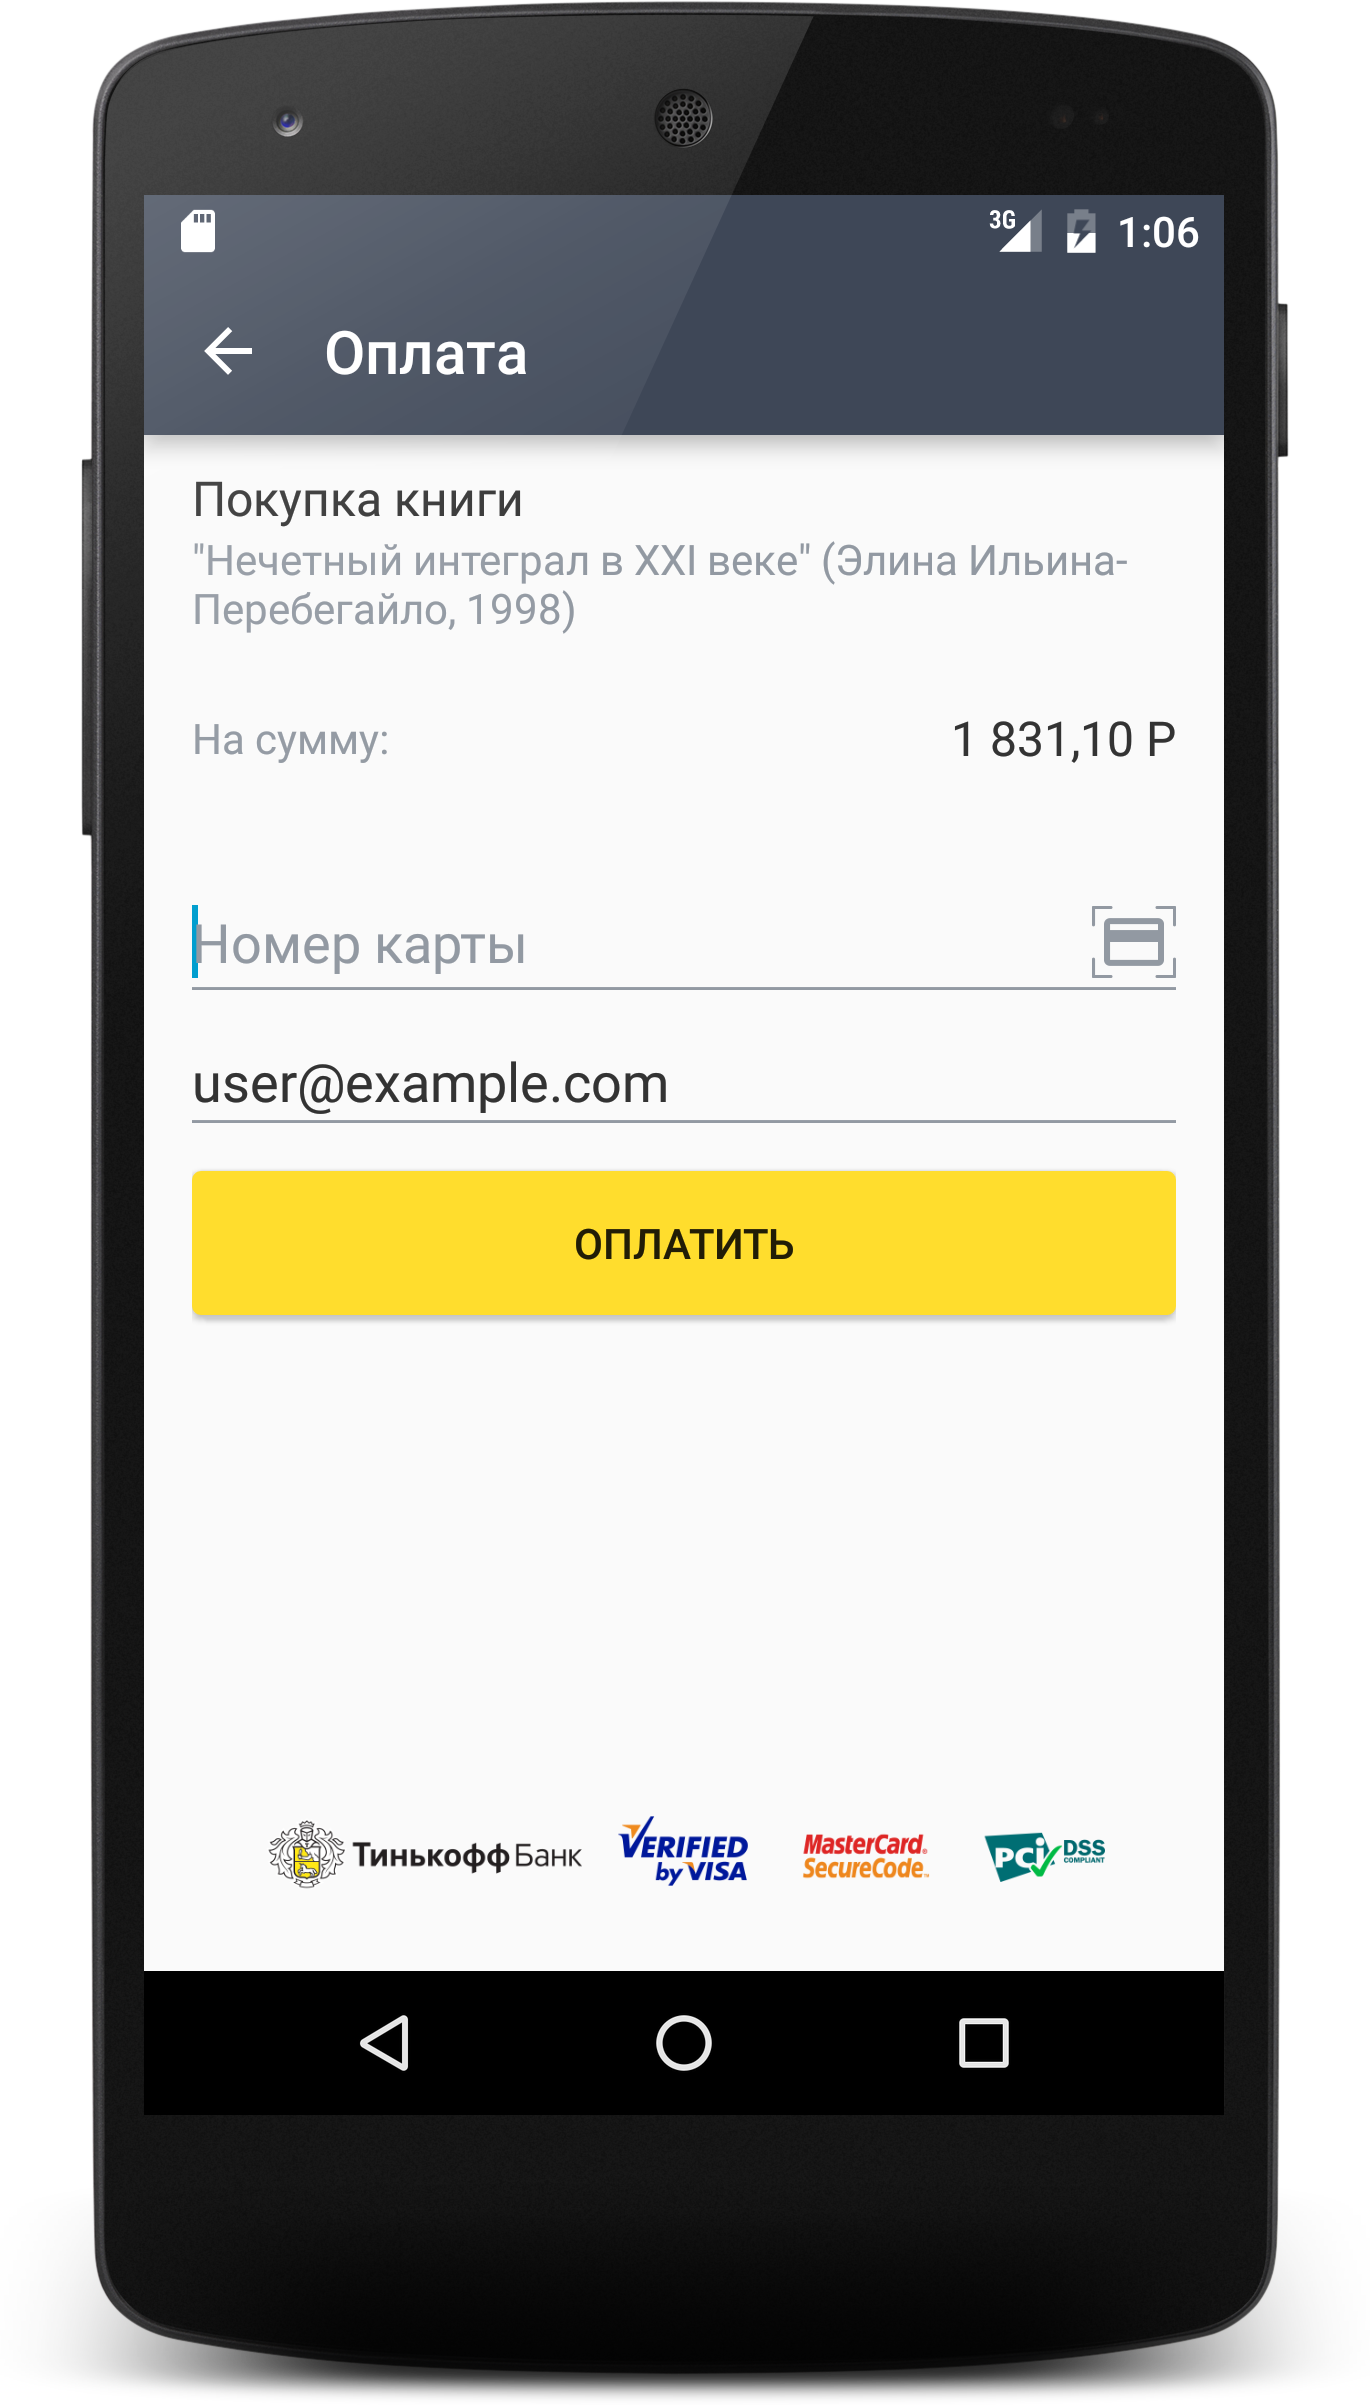 3G 1:06
Оплата
Покупка книги
"Нечетный интеграл в XXI веке" (Элина Ильина-
Перебегайло, 1998)
На сумму: 1 831,10 Р
Номер карты
user@example.com
ОПЛАТИТЬ
Тинькофф Банк VERIFIED by VISA MasterCard. SecureCode. PCi DSS COMPLIANT